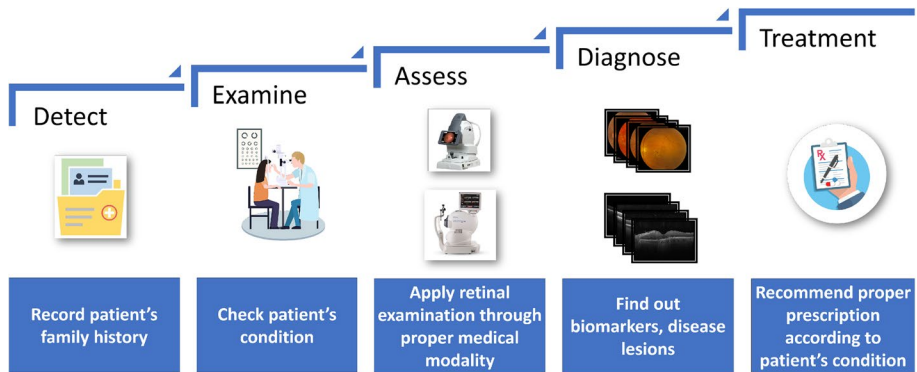 Detect
Examine
Assess
Diagnose
Treatment
Rx
Record patient's
family history
Check patient's
condition
Apply retinal
examination through
proper medical
modality
Find out
biomarkers, disease
lesions
Recommend proper
prescription
according to
patient's condition